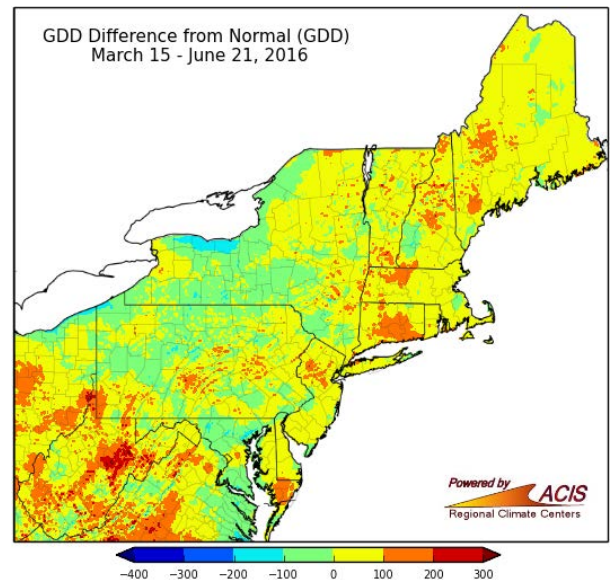 GDD Difference from Normal (GDD)
March 15 - June 21, 2016
Powered by
ACIS
Regional Climate Centers
−400 −300 −200 −100 0 100 200 300